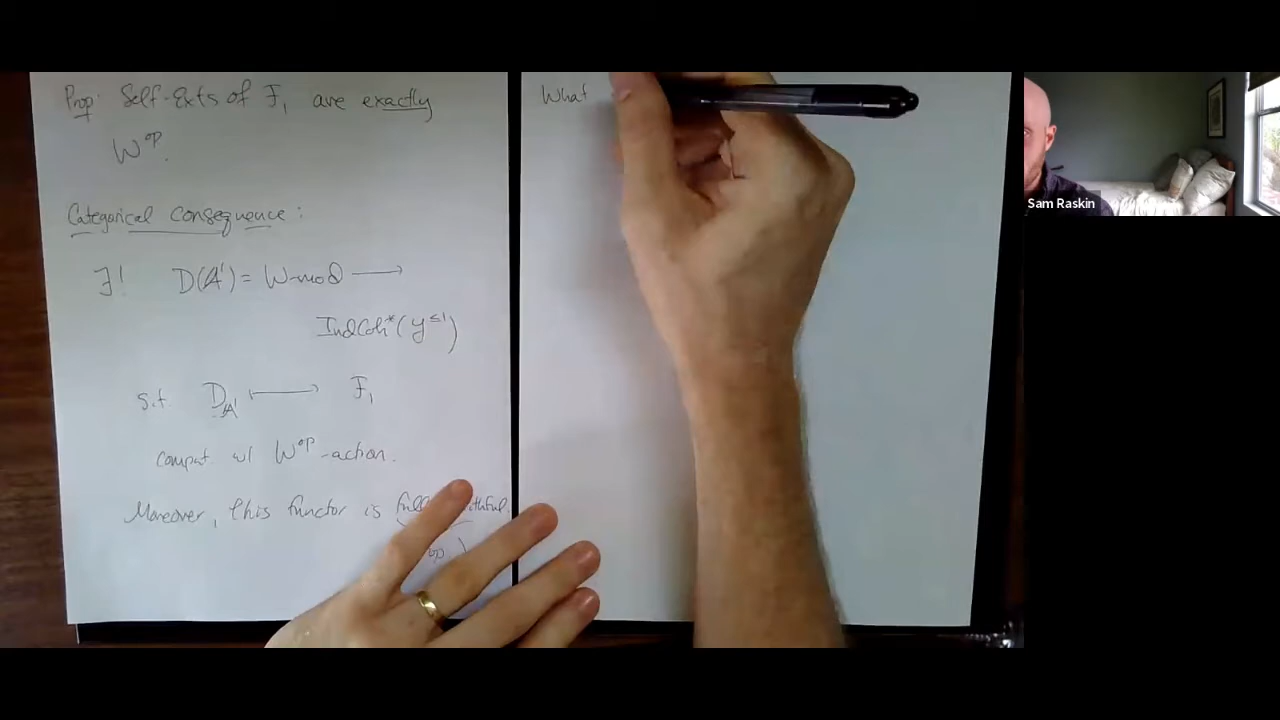 Prop: Self-Exts of F₁ are exactly
W^op.
Categorical consequence:
∃! D(A¹) = W-mod ⟶
IndCoh*(Y^≤1)
s.t. D_A¹ ⟼ F₁
compat. w/ W^op-action.
Moreover, this functor is
op )
What
Sam Raskin